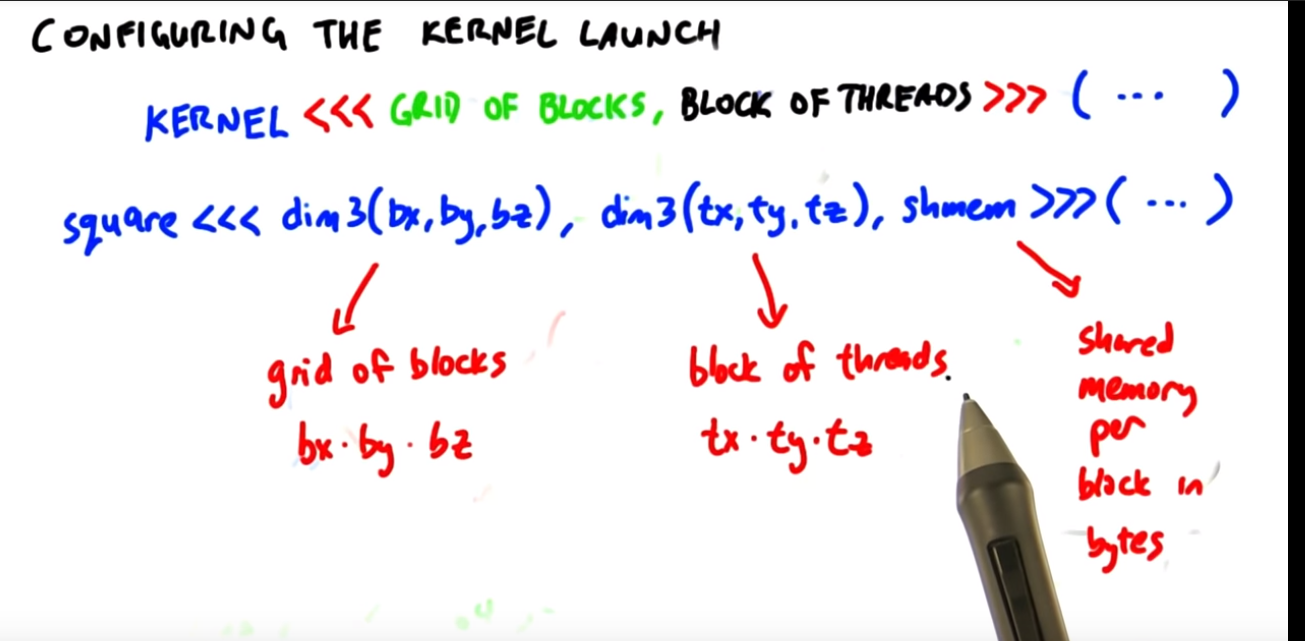 CONFIGURING THE KERNEL LAUNCH
KERNEL <<< GRID OF BLOCKS, BLOCK OF THREADS >>> ( ... )
square <<< dim3(bx, by, bz), dim3(tx, ty, tz), shmem >>> ( ... )
grid of blocks
bx · by · bz
block of threads.
tx · ty · tz
shared
memory
per
block in
bytes